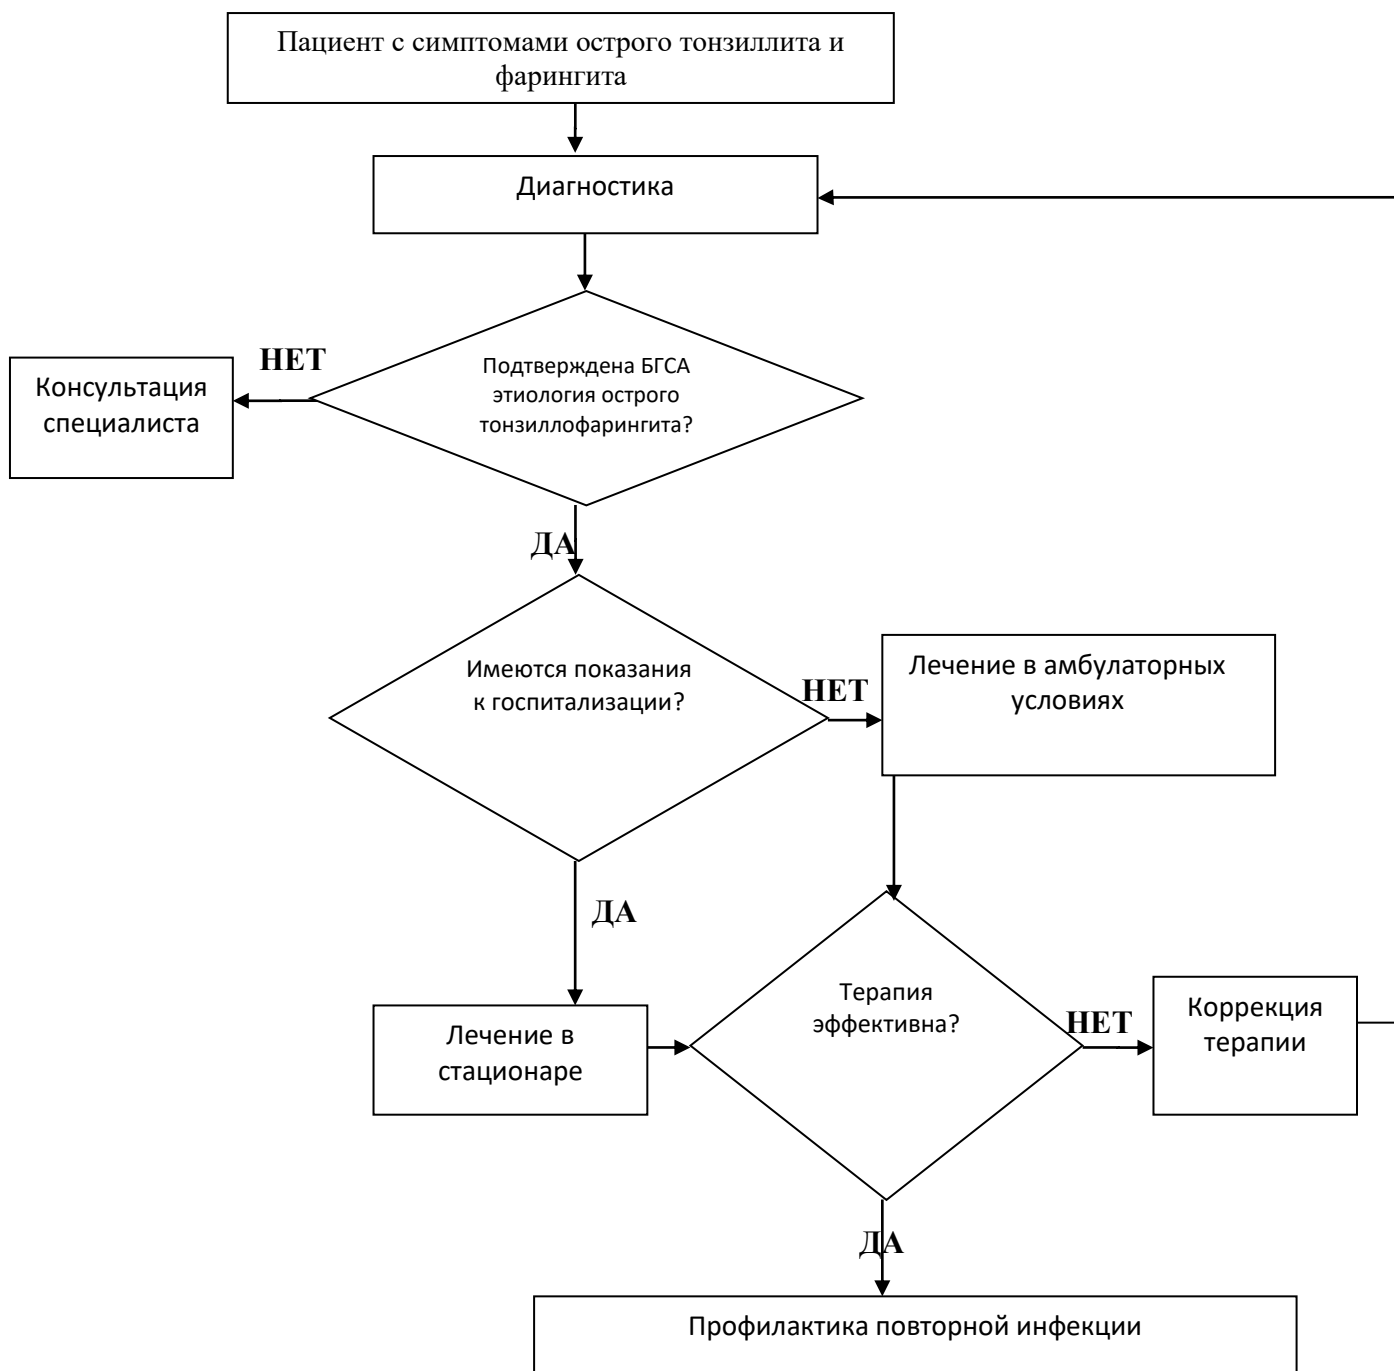 Пациент с симптомами острого тонзиллита и
фарингита
Диагностика
НЕТ
Подтверждена БГСА
этиология острого
тонзиллофарингита?
Консультация
специалиста
ДА
Имеются показания
к госпитализации?
НЕТ
Лечение в амбулаторных
условиях
ДА
Терапия
эффективна?
НЕТ
Коррекция
терапии
Лечение в
стационаре
ДА
Профилактика повторной инфекции